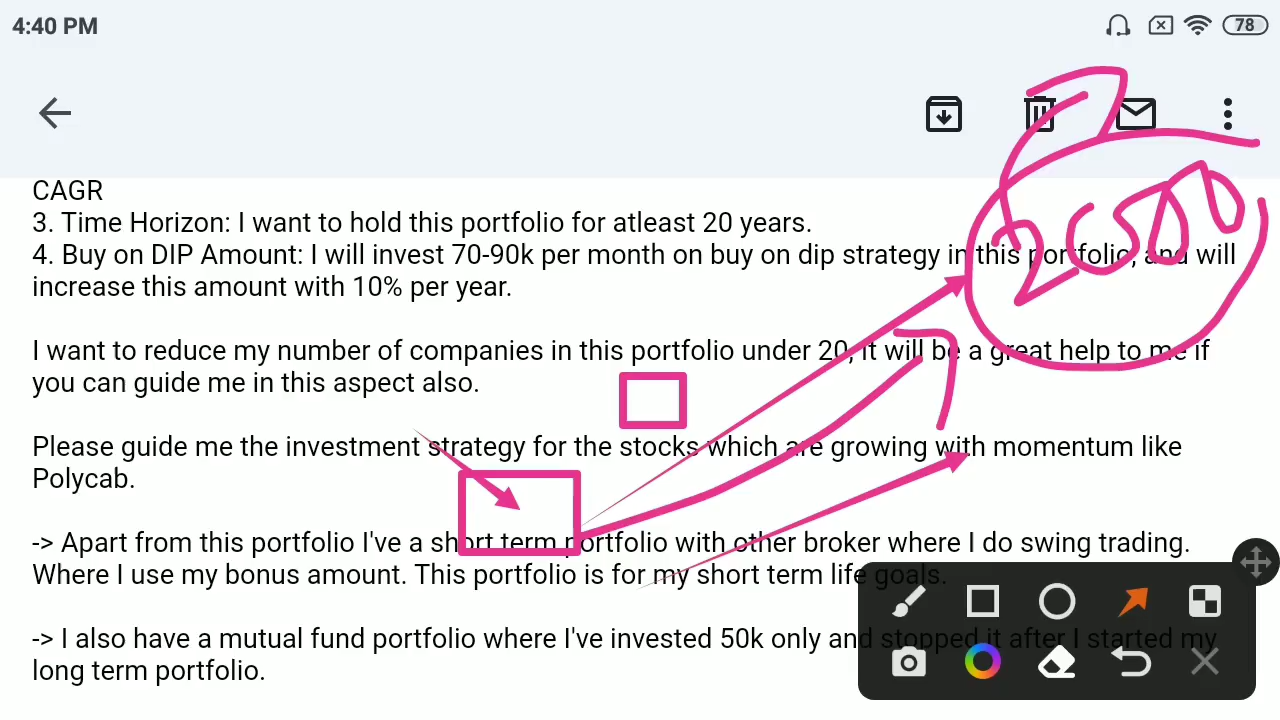 4:40 PM
78
CAGR
3. Time Horizon: I want to hold this portfolio for atleast 20 years.
4. Buy on DIP Amount: I will invest 70-90k per month on buy on dip strategy in this portfolio, and will
increase this amount with 10% per year.
I want to reduce my number of companies in this portfolio under 20, it will be a great help to me if
you can guide me in this aspect also.
Please guide me the investment strategy for the stocks which are growing with momentum like
Polycab.
-> Apart from this portfolio I've a short term portfolio with other broker where I do swing trading.
Where I use my bonus amount. This portfolio is for my short term life goals.
-> I also have a mutual fund portfolio where I've invested 50k only and stopped it after I started my
long term portfolio.